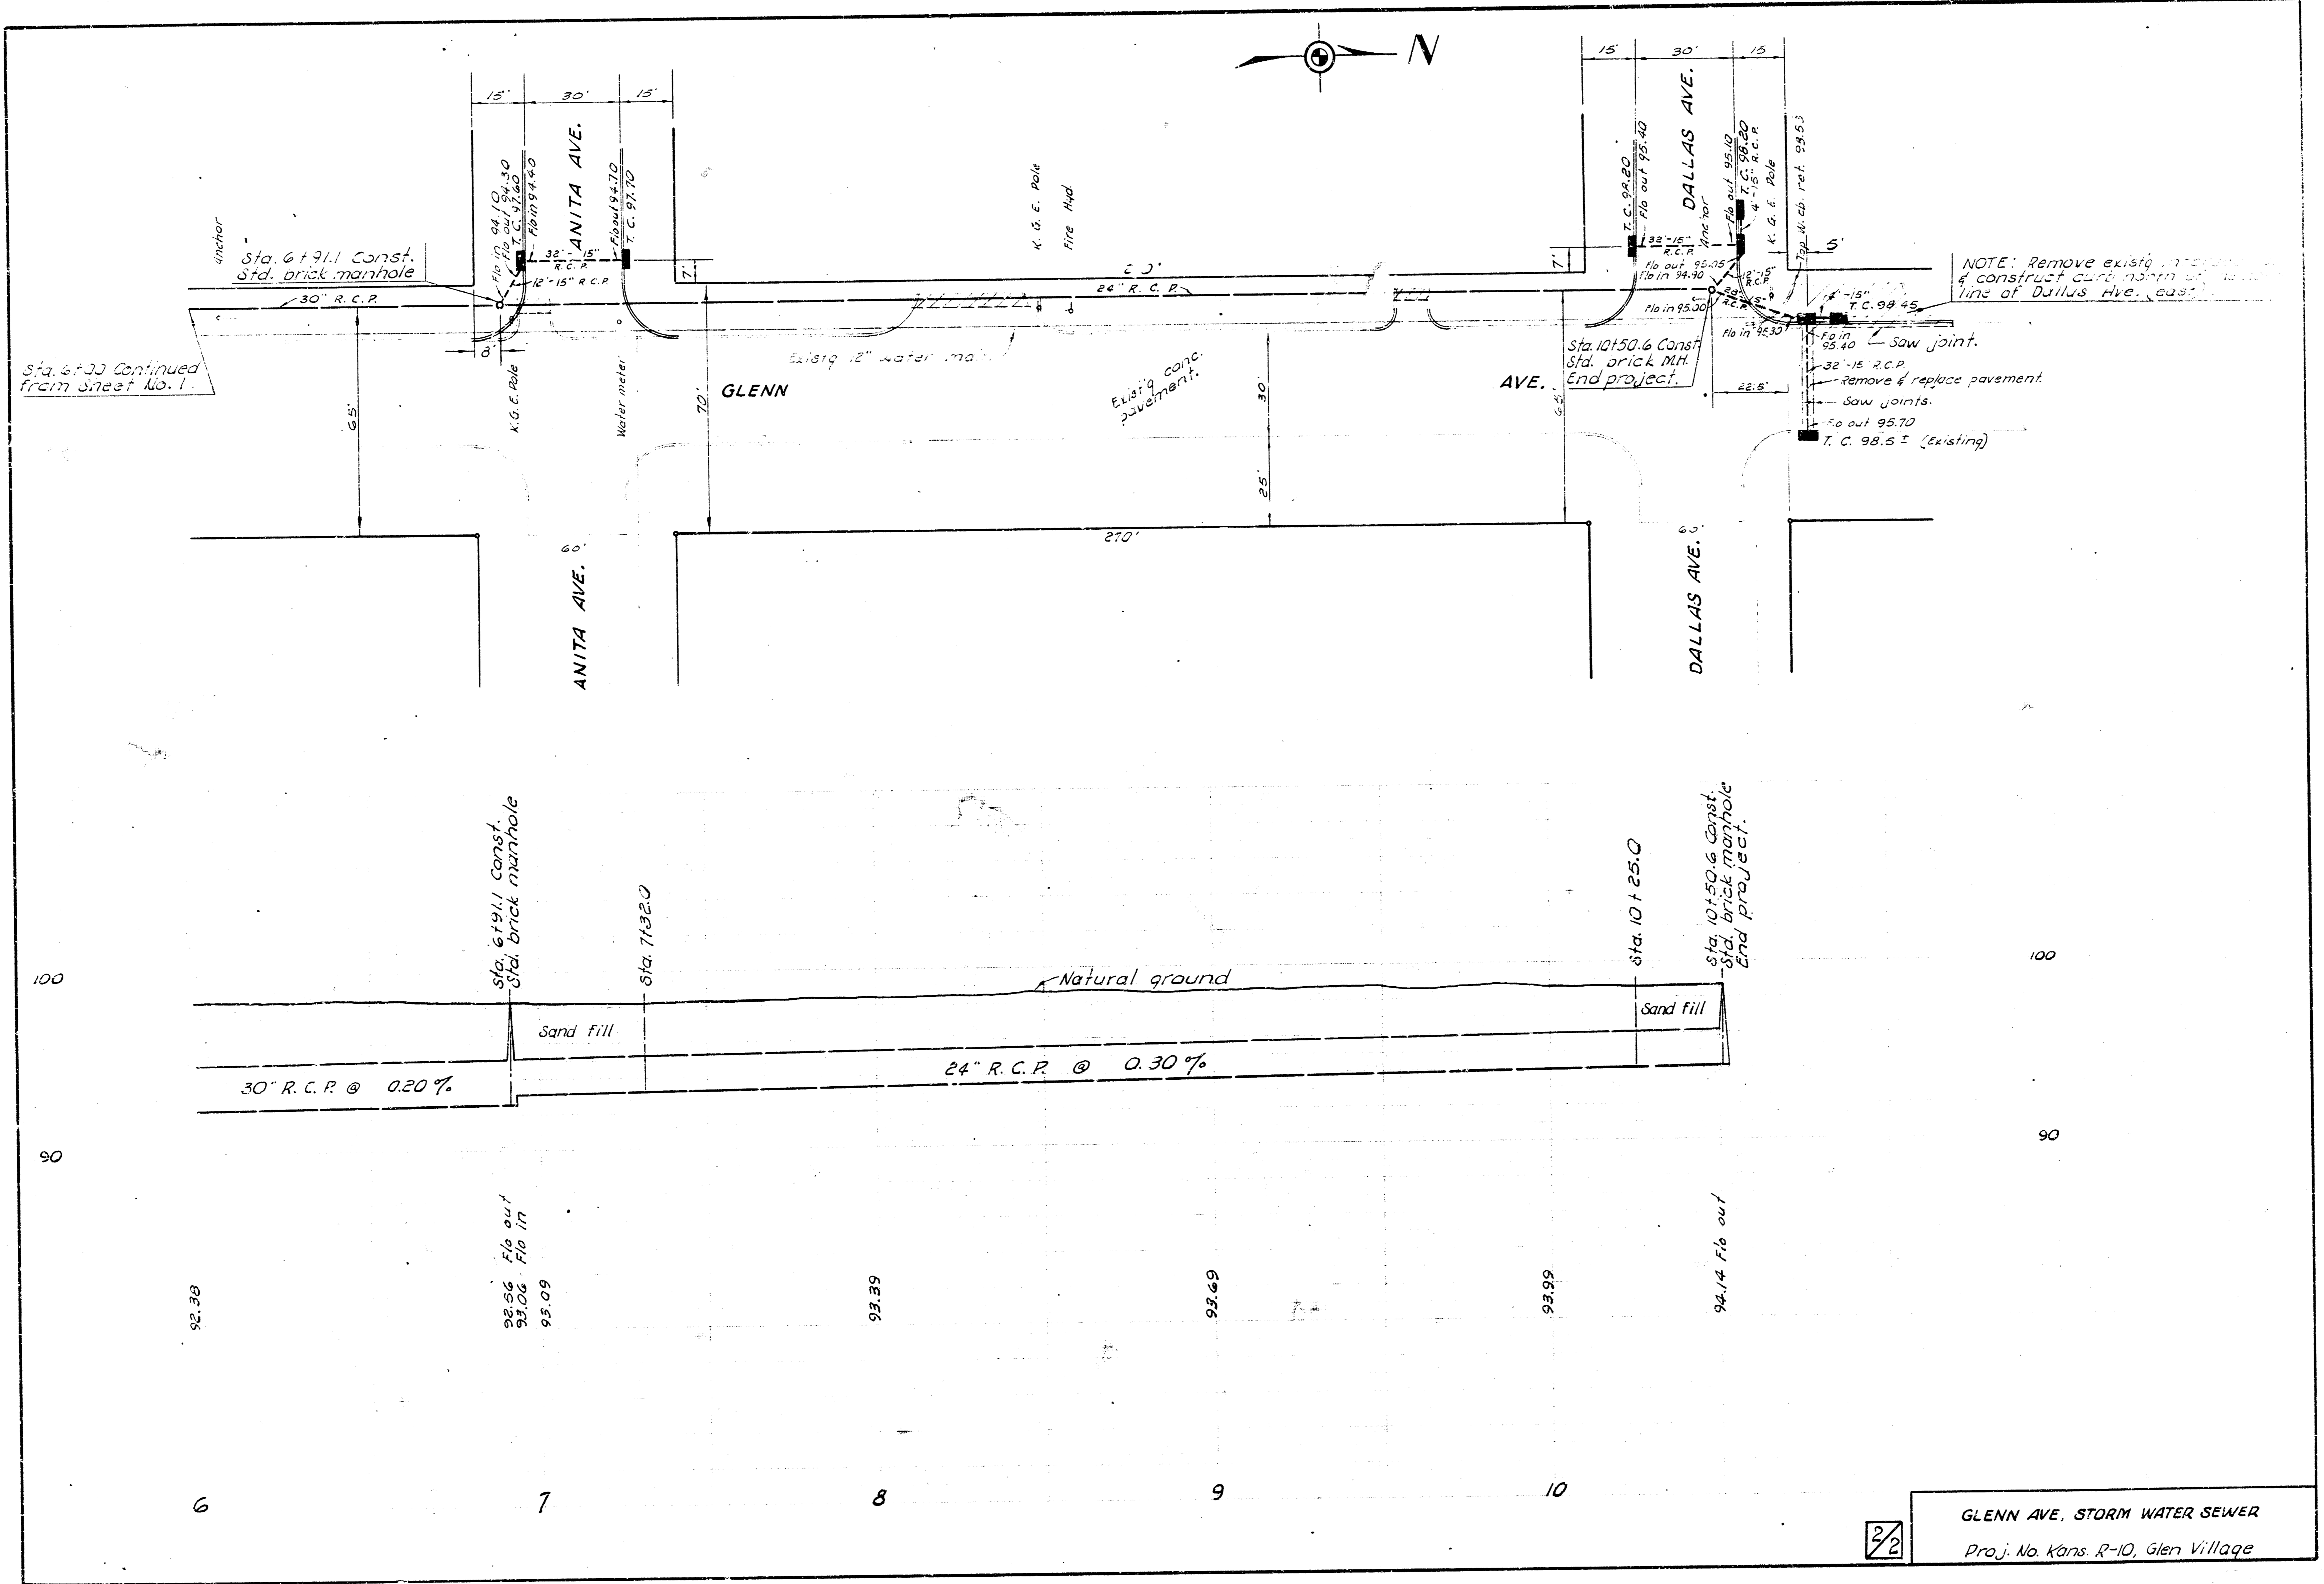 N
15'
30'
15'
ANITA AVE.
Flo in 94.10
Flo out 94.30
T. C. 97.60
Flo in 94.40
Flo out 94.70
T. C. 97.70
32' - 15"
R.C.P.
12'-15" R.C.P.
7'
anchor
Sta. 6+91.1 Const.
Std. brick manhole
30" R.C.P.
8'
Sta. 6+00 Continued
from Sheet No. 1
65'
K.G.E. Pole
Water meter
70'
GLENN
Exist'g 12" water main
K. G. E. Pole
Fire Hyd.
24" R. C. P.
Exist'g conc.
pavement.
30'
25'
AVE.
65'
15'
30'
15
DALLAS AVE.
T. C. 98.20
Flo out 95.40
Anchor
Flo out 95.10
T. C. 98.20
4'-15" R.C.P.
K. G. E. Pole
Top W. cb. ret. 98.53
5'
7'
32'-15"
R.C.P.
Flo out 95.05
Flo in 94.90
12'-15"
R.C.P.
Flo in 95.00
R.C.P.
Flo in 95.30
Sta. 10+50.6 Const.
Std. brick M.H.
End project.
22.5'
4'-15"
T. C. 98.45
NOTE: Remove exist'g
& construct curb north of
line of Dallas Ave. east
Flo in
95.40
Saw joint.
32'-15 R.C.P.
Remove & replace pavement.
Saw joints.
Flo out 95.70
T. C. 98.5 ± (Existing)
60'
270'
60'
ANITA AVE.
DALLAS AVE.
Sta. 6+91.1 Const.
Std. brick manhole
Sta. 7+32.0
Sta. 10+25.0
Sta. 10+50.6 Const.
Std. brick manhole
End project.
100
100
Natural ground
Sand fill
Sand fill
30" R. C. P. @ 0.20 %
24" R. C. P. @ 0.30 %
90
90
92.38
92.56 Flo out
93.06 Flo in
93.09
93.39
93.69
93.99
94.14 Flo out
6
7
8
9
10
2/2
GLENN AVE, STORM WATER SEWER
Proj. No. Kans. R-10, Glen Village